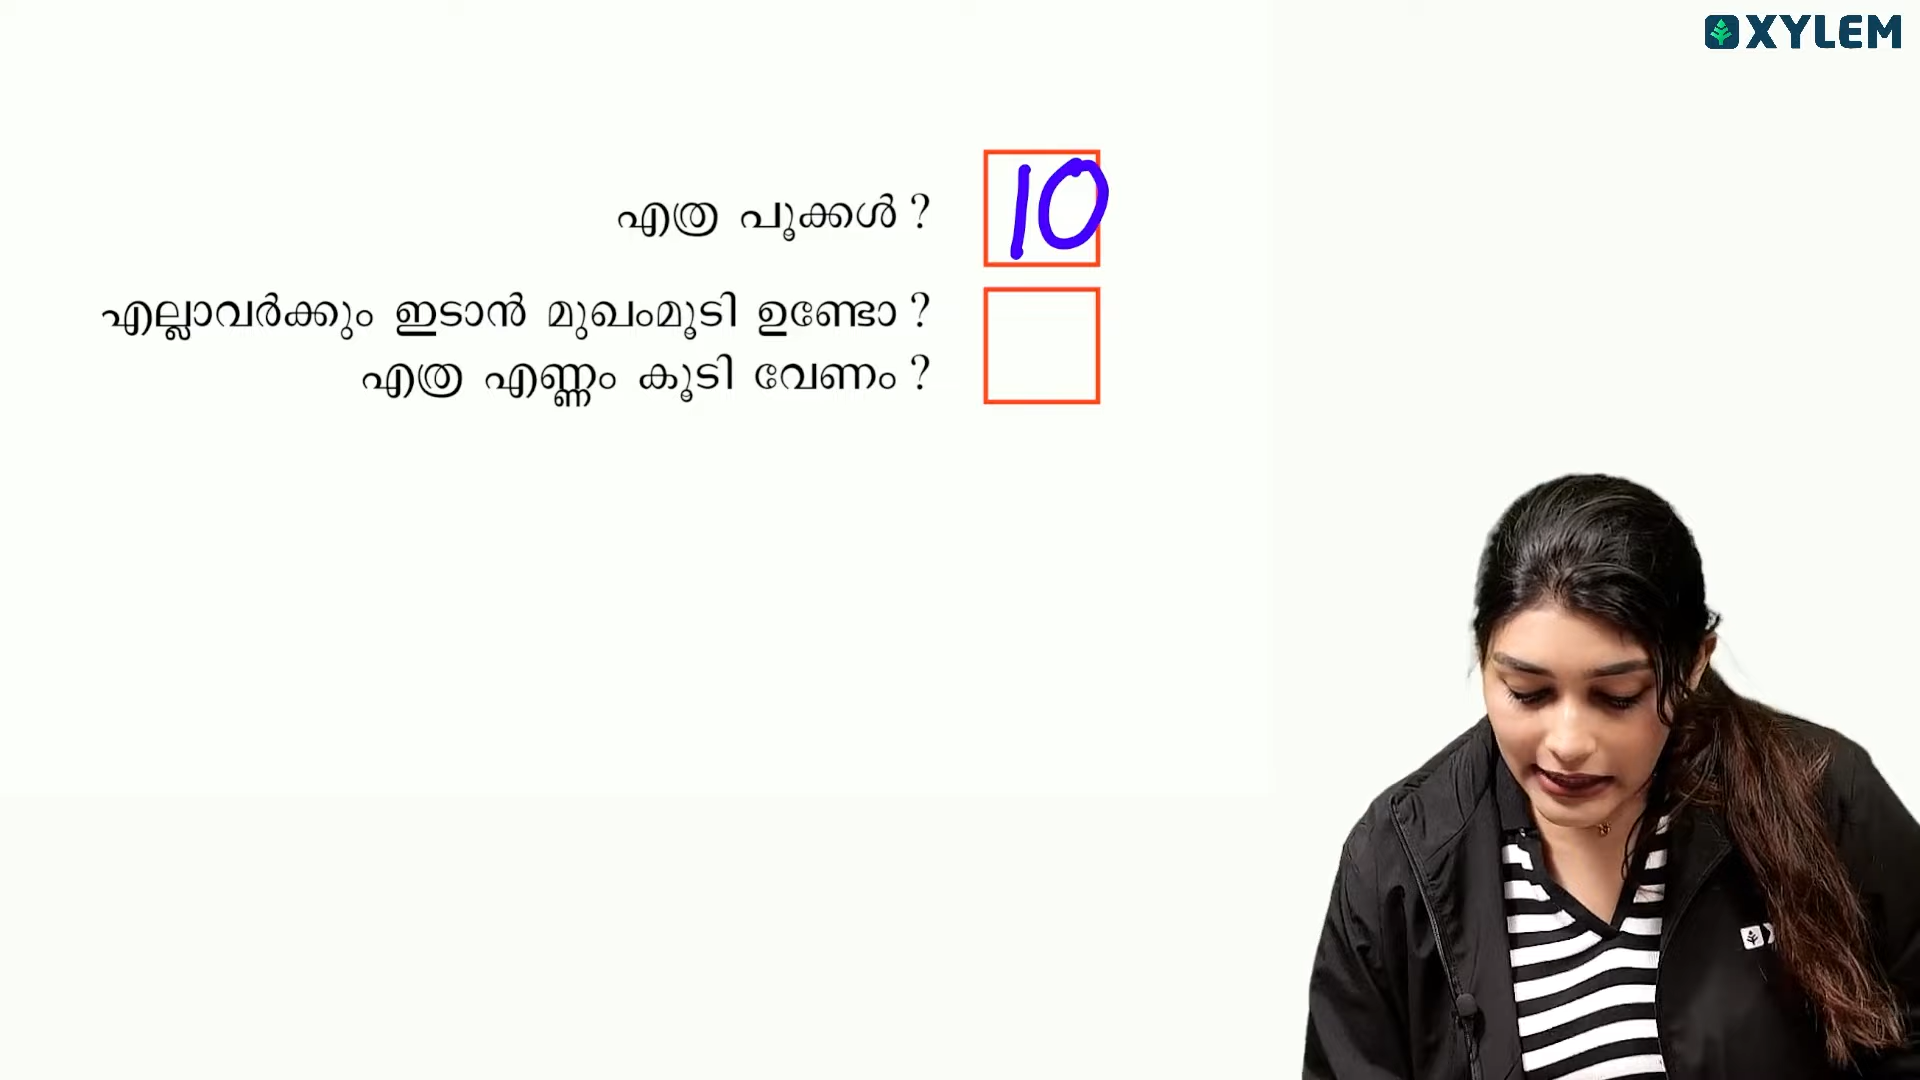 XYLEM
എത്ര പൂക്കൾ ?
10
എല്ലാവർക്കും ഇടാൻ മുഖംമൂടി ഉണ്ടോ ?
എത്ര എണ്ണം കൂടി വേണം ?